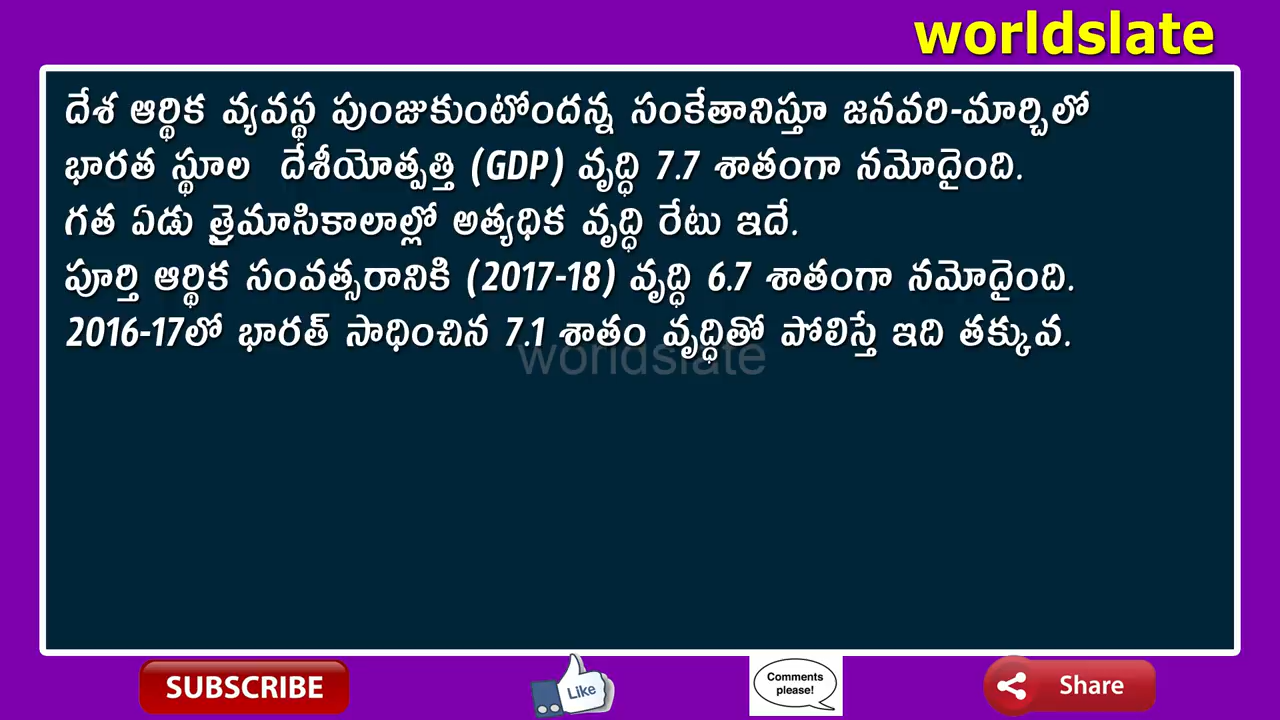 worldslate
దేశ ఆర్థిక వ్యవస్థ పుంజుకుంటోందన్న సంకేతానిస్తూ జనవరి-మార్చిలో
భారత స్థూల దేశీయోత్పత్తి (GDP) వృద్ధి 7.7 శాతంగా నమోదైంది.
గత ఏడు త్రైమాసికాలాల్లో అత్యధిక వృద్ధి రేటు ఇదే.
పూర్తి ఆర్థిక సంవత్సరానికి (2017-18) వృద్ధి 6.7 శాతంగా నమోదైంది.
2016-17లో భారత్ సాధించిన 7.1 శాతం వృద్ధితో పోలిస్తే ఇది తక్కువ.
worldslate
SUBSCRIBE
Like
Comments
please!
Share